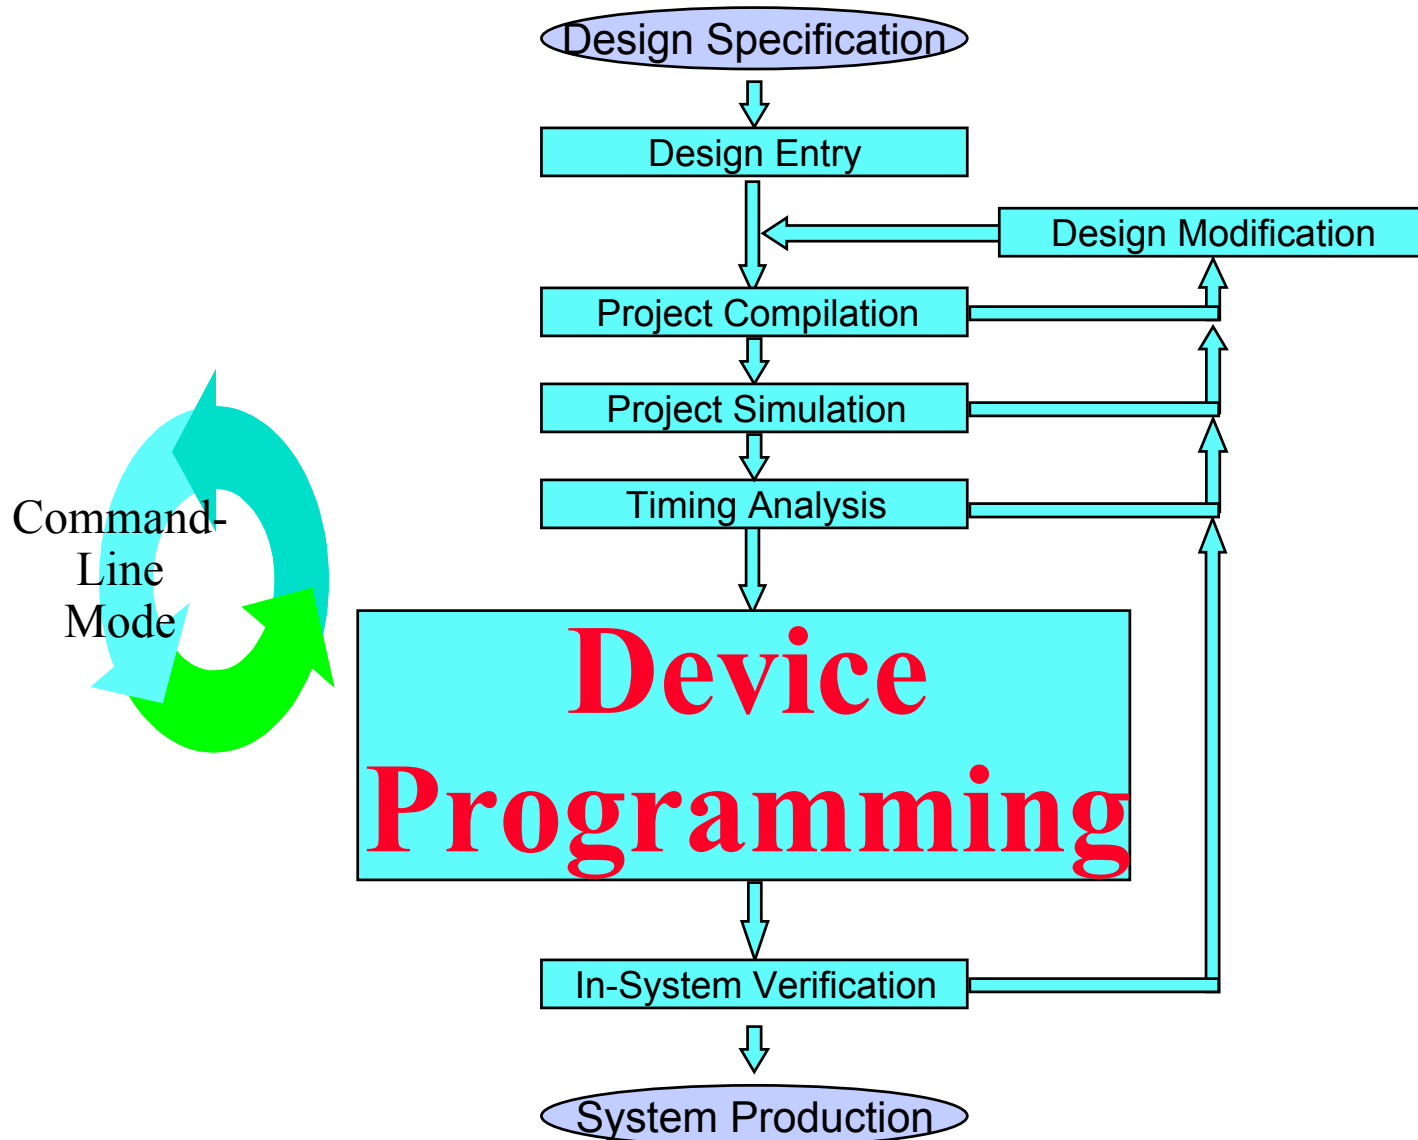 Design Specification
Design Entry
Design Modification
Project Compilation
Project Simulation
Timing Analysis
Command-
Line
Mode
Device
Programming
In-System Verification
System Production